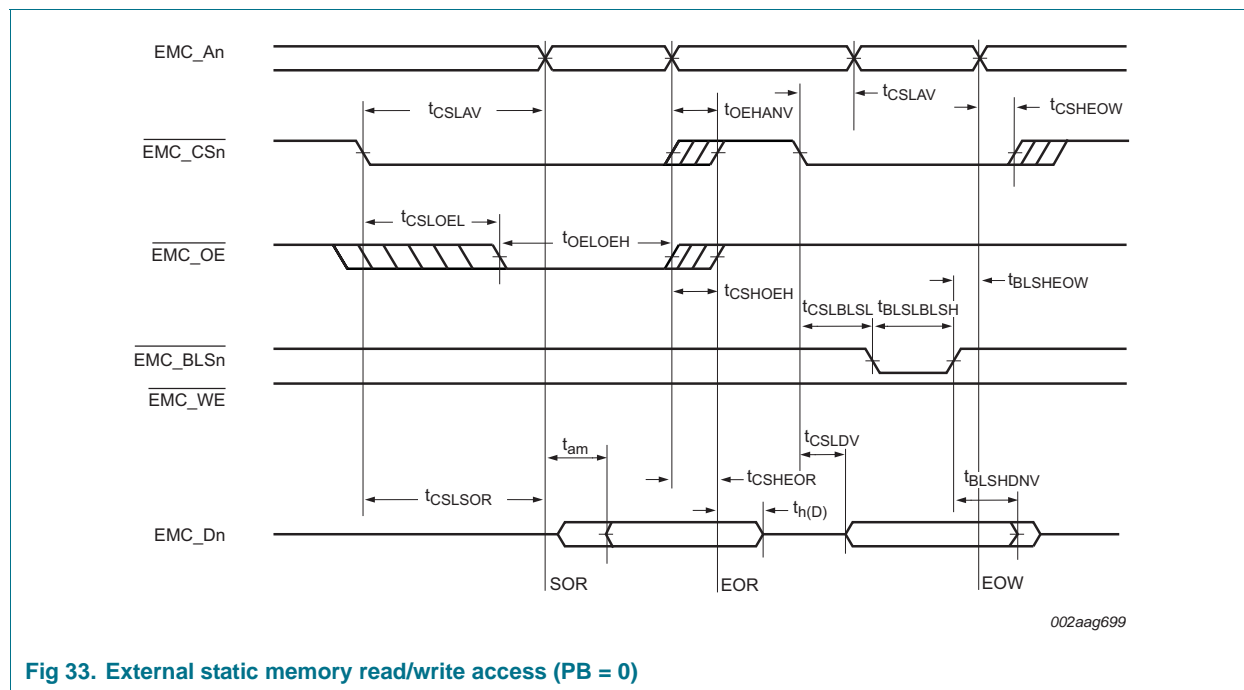 EMC_An
tCSLAV
tOEHANV
tCSLAV
tCSHEOW
EMC_CSn
tCSLOEL
tOELOEH
EMC_OE
tCSHOEH
tBLSHEOW
tCSLBLSL
tBLSLBLSH
EMC_BLSn
EMC_WE
tam
tCSLDV
tCSHEOR
tBLSHDNV
tCSLSOR
th(D)
EMC_Dn
SOR
EOR
EOW
002aag699
Fig 33. External static memory read/write access (PB = 0)